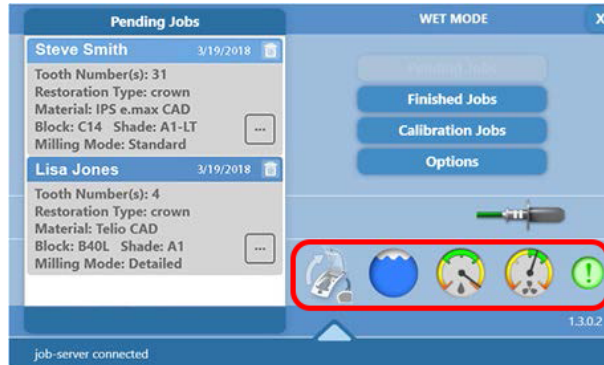 Pending Jobs
Steve Smith 3/19/2018
Tooth Number(s): 31
Restoration Type: crown
Material: IPS e.max CAD
Block: C14 Shade: A1-LT
Milling Mode: Standard
...
Lisa Jones 3/19/2018
Tooth Number(s): 4
Restoration Type: crown
Material: Telio CAD
Block: B40L Shade: A1
Milling Mode: Detailed
...
WET MODE
X
Pending Jobs
Finished Jobs
Calibration Jobs
Options
!
1.3.0.2
job-server connected